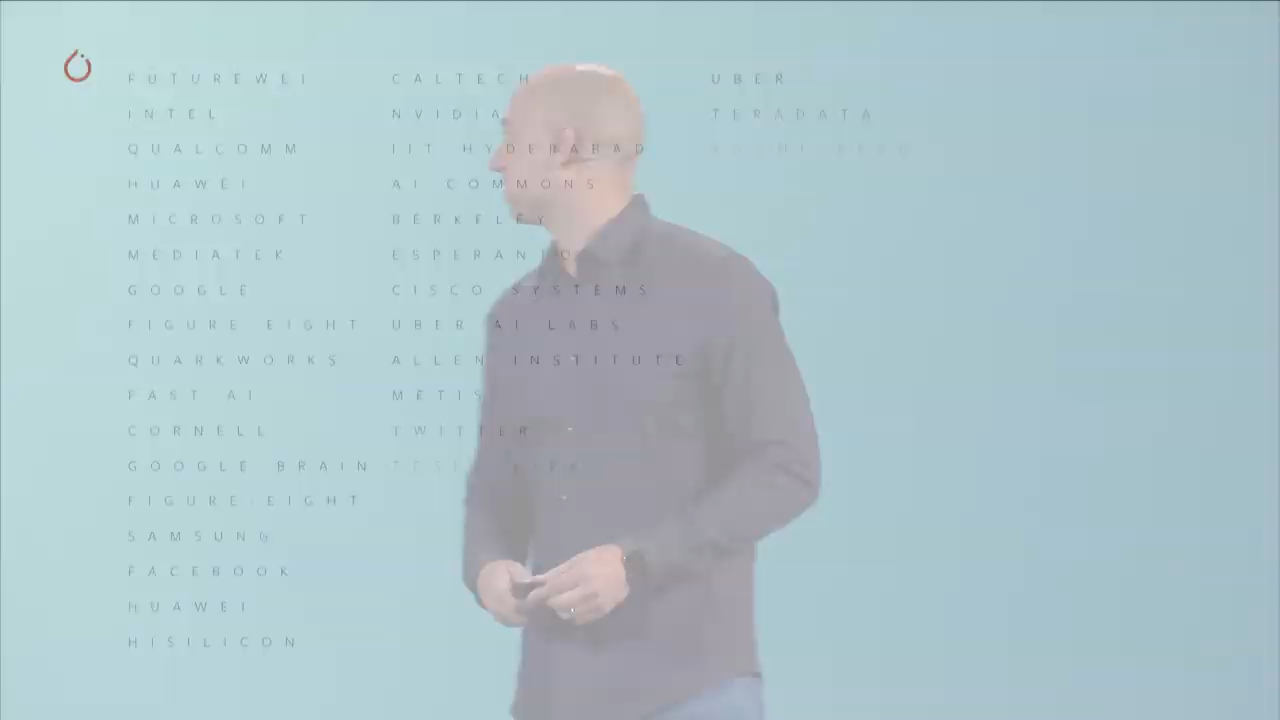 FUTUREWEI
INTEL
QUALCOMM
HUAWEI
MICROSOFT
MEDIATEK
GOOGLE
FIGURE EIGHT
QUARKWORKS
FAST AI
CORNELL
GOOGLE BRAIN
FIGURE EIGHT
SAMSUNG
FACEBOOK
HUAWEI
HISILICON
CALTECH
NVIDIA
IIT HYDERABAD
AI COMMONS
BERKELEY
ESPERANTO
CISCO SYSTEMS
UBER AI LABS
ALLEN INSTITUTE
METIS
TWITTER
UBER
TERADATA